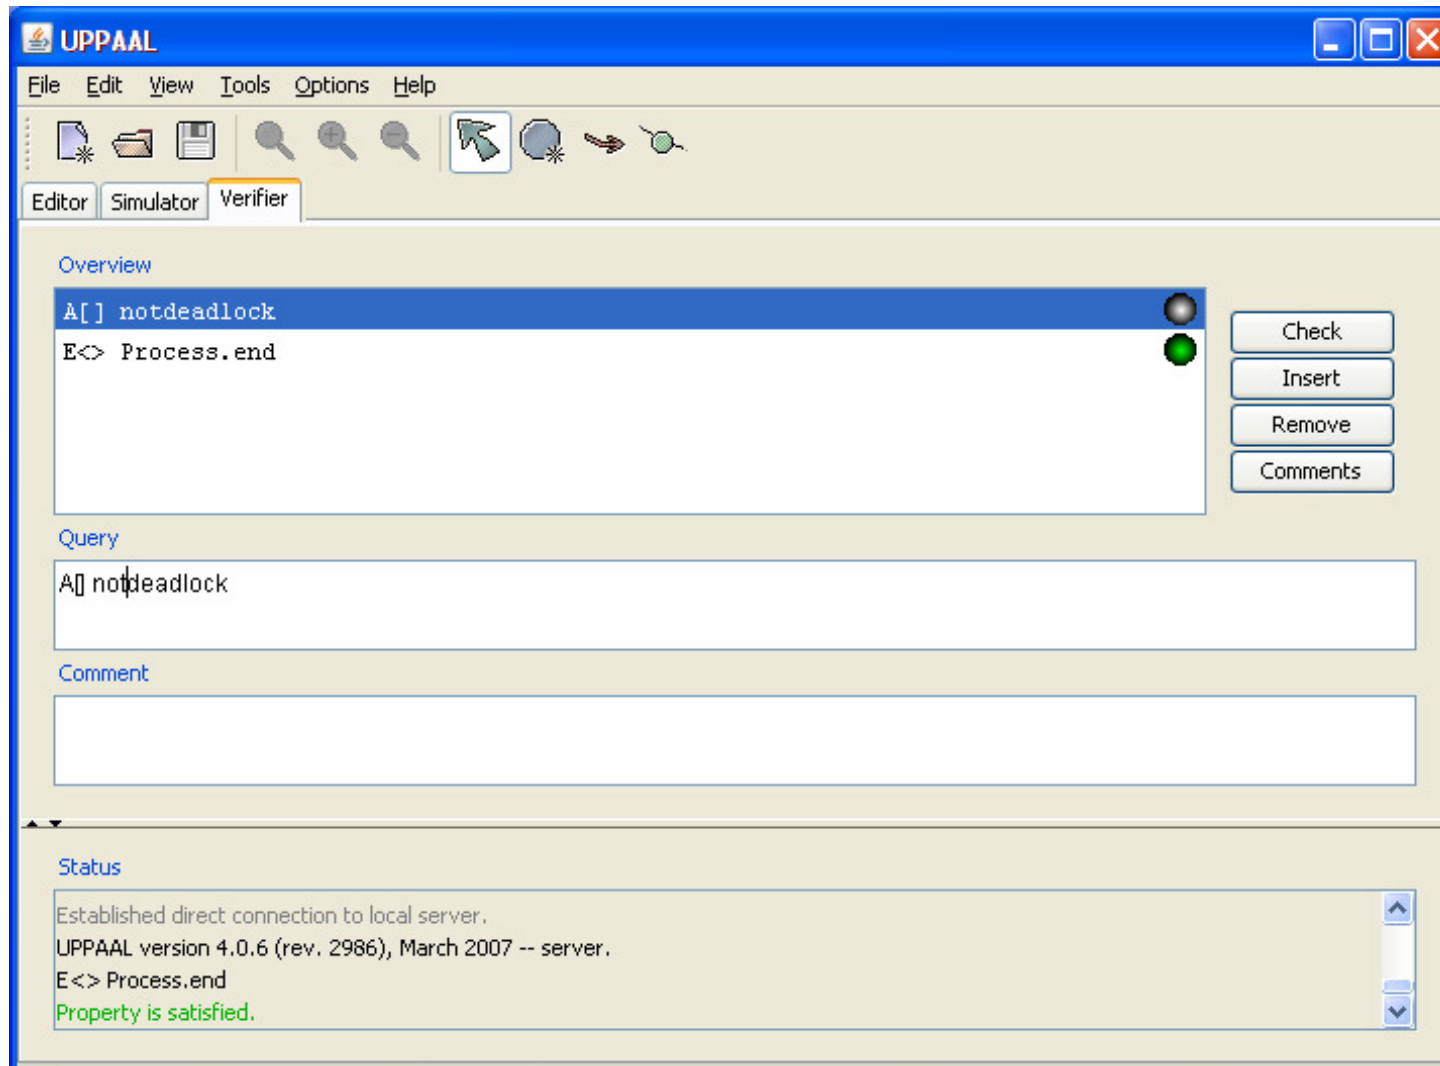 UPPAAL
File Edit View Tools Options Help
Editor Simulator Verifier
Overview
A[] notdeadlock
E<> Process.end
Check
Insert
Remove
Comments
Query
A[] notdeadlock
Comment
Status
Established direct connection to local server.
UPPAAL version 4.0.6 (rev. 2986), March 2007 -- server.
E<> Process.end
Property is satisfied.